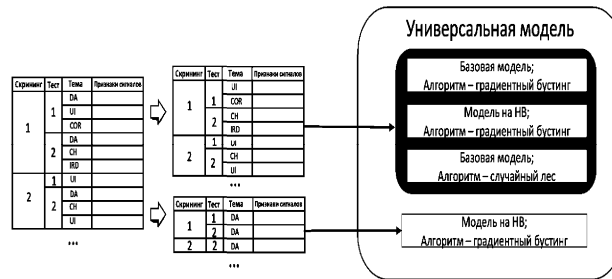 Скрининг Тест Тема Признаки сигналов
1 1 DA
UI
COR
2 DA
CH
IRD
2 1 UI
2 DA
CH
UI
...
Скрининг Тест Тема Признаки сигналов
1 1 UI
COR
2 CH
IRD
2 1 UI
2 CH
UI
...
Скрининг Тест Тема Признаки сигналов
1 1 DA
2 DA
2 2 DA
...
Универсальная модель
Базовая модель;
Алгоритм – градиентный бустинг
Модель на НВ;
Алгоритм – градиентный бустинг
Базовая модель;
Алгоритм – случайный лес
Модель на НВ;
Алгоритм – градиентный бустинг